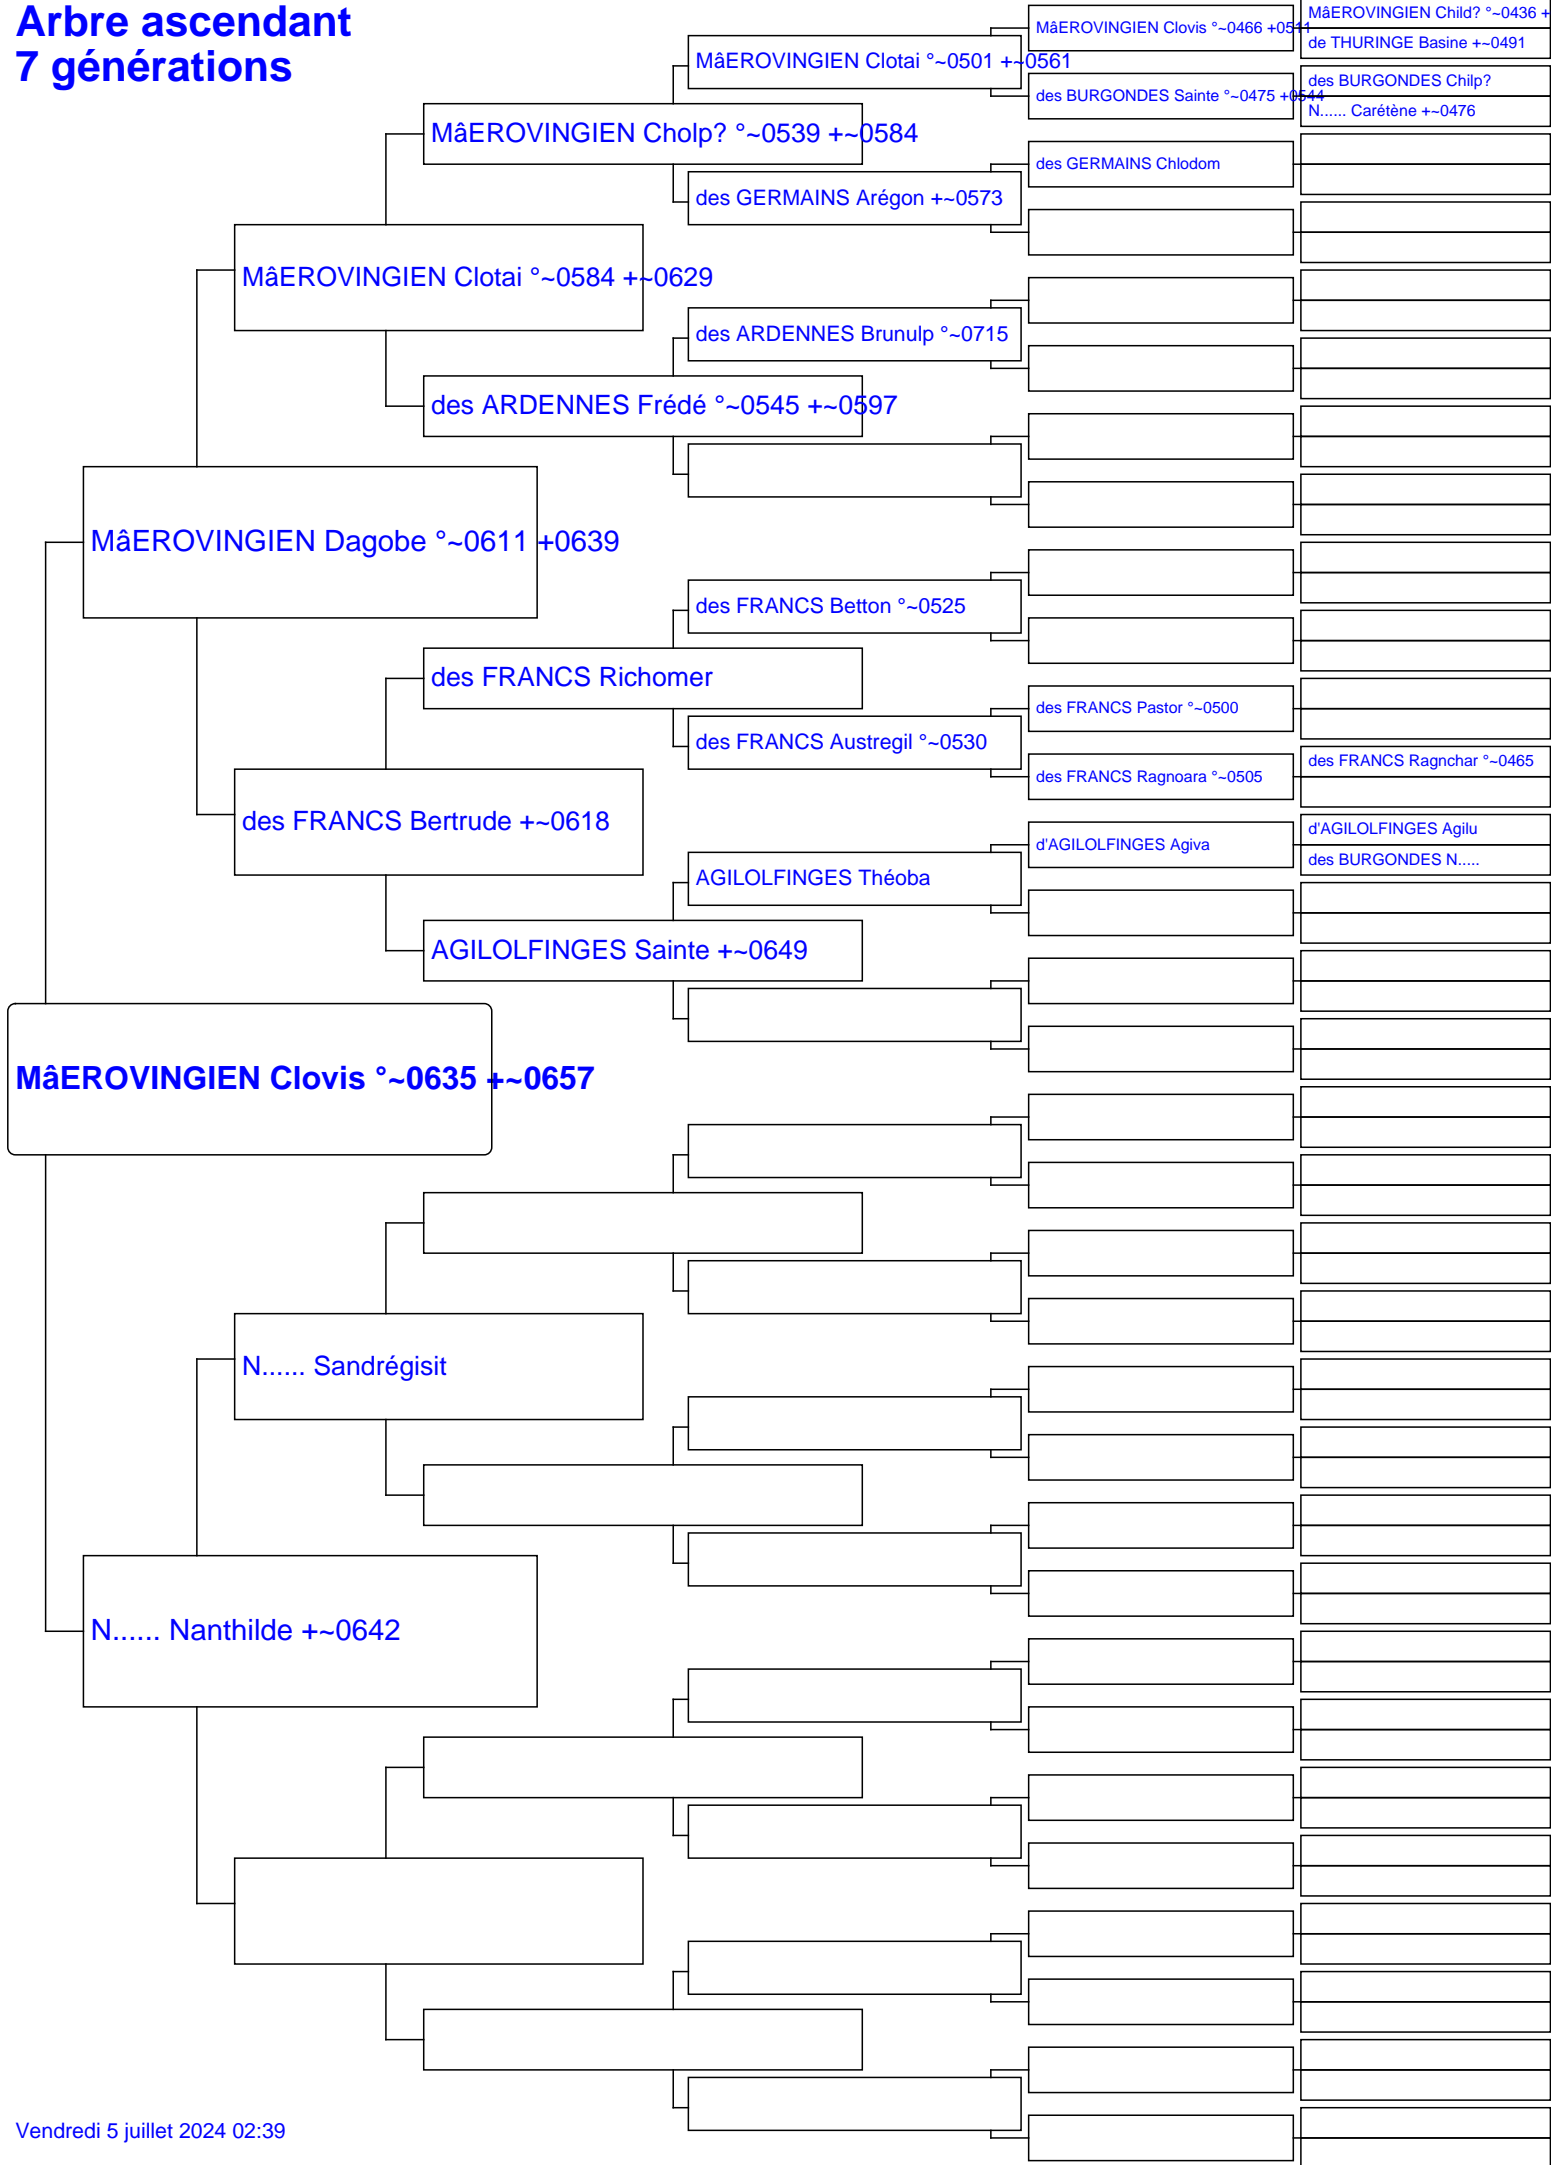 Arbre ascendant
7 générations
MâEROVINGIEN Child? °~0436 +
MâEROVINGIEN Clovis °~0466 +0511
de THURINGE Basine +~0491
MâEROVINGIEN Clotai °~0501 +~0561
des BURGONDES Chilp?
des BURGONDES Sainte °~0475 +0544
N...... Carétène +~0476
MâEROVINGIEN Cholp? °~0539 +~0584
des GERMAINS Chlodom
des GERMAINS Arégon +~0573
MâEROVINGIEN Clotai °~0584 +~0629
des ARDENNES Brunulp °~0715
des ARDENNES Frédé °~0545 +~0597
MâEROVINGIEN Dagobe °~0611 +0639
des FRANCS Betton °~0525
des FRANCS Richomer
des FRANCS Pastor °~0500
des FRANCS Austregil °~0530
des FRANCS Ragnchar °~0465
des FRANCS Ragnoara °~0505
des FRANCS Bertrude +~0618
d'AGILOLFINGES Agilu
d'AGILOLFINGES Agiva
des BURGONDES N.....
AGILOLFINGES Théoba
AGILOLFINGES Sainte +~0649
MâEROVINGIEN Clovis °~0635 +~0657
N...... Sandrégisit
N...... Nanthilde +~0642
Vendredi 5 juillet 2024 02:39